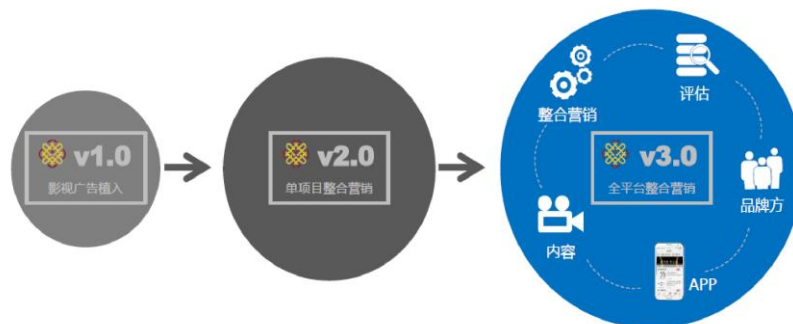 v1.0
影视广告植入
v2.0
单项目整合营销
v3.0
全平台整合营销
评估
整合营销
品牌方
内容
APP